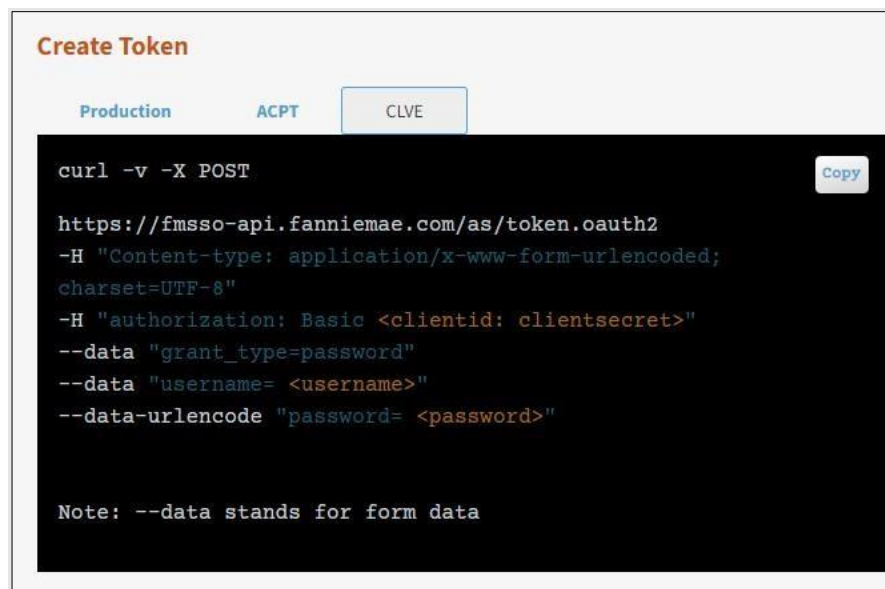 Create Token
Production ACPT CLVE
curl -v -X POST
Copy
https://fmsso-api.fanniemae.com/as/token.oauth2
-H "Content-type: application/x-www-form-urlencoded;
charset=UTF-8"
-H "authorization: Basic <clientid: clientsecret>"
--data "grant_type=password"
--data "username= <username>"
--data-urlencode "password= <password>"
Note: --data stands for form data